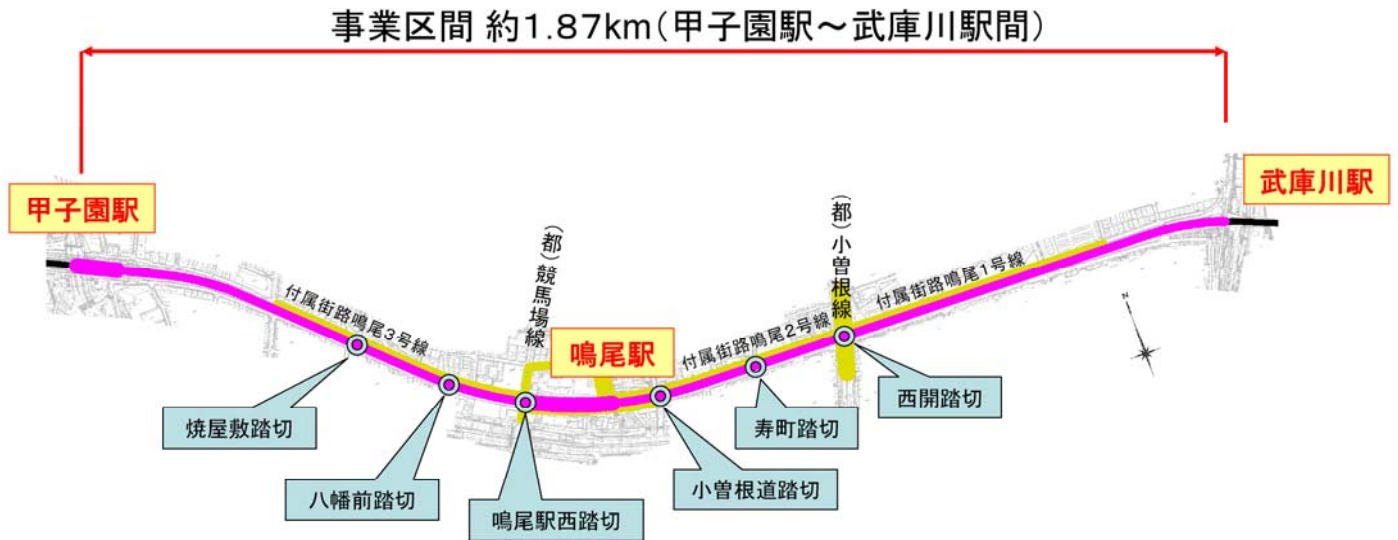 事業区間 約1.87km(甲子園駅～武庫川駅間)
甲子園駅
武庫川駅
(都)競馬場線
(都)小曽根線
付属街路鳴尾3号線
鳴尾駅
付属街路鳴尾2号線
付属街路鳴尾1号線
N
焼屋敷踏切
八幡前踏切
鳴尾駅西踏切
小曽根道踏切
寿町踏切
西開踏切